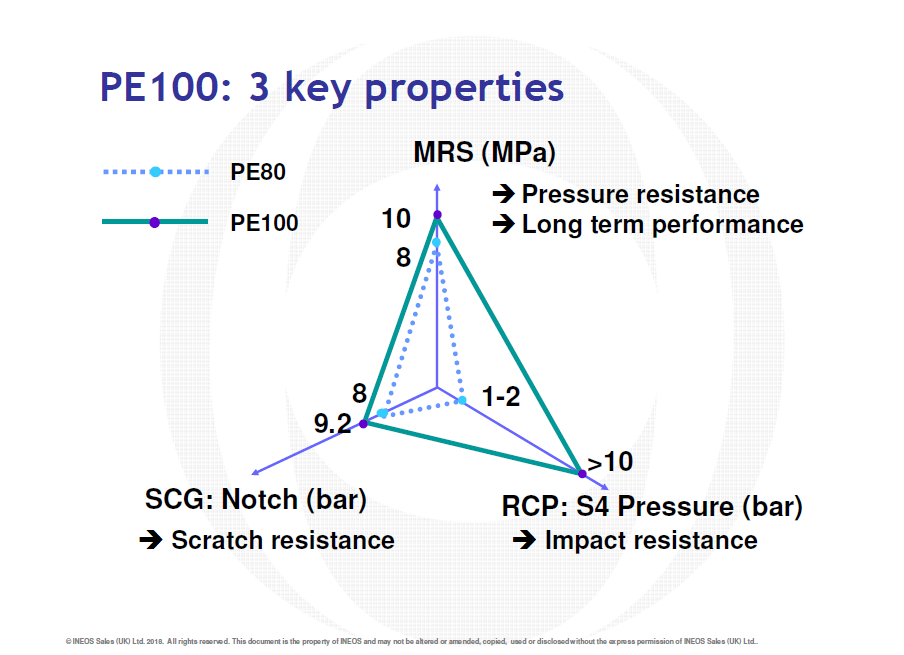 PE100: 3 key properties
MRS (MPa)
PE80
➔ Pressure resistance
PE100
➔ Long term performance
10
8
8
1-2
9.2
>10
SCG: Notch (bar)
RCP: S4 Pressure (bar)
➔ Scratch resistance
➔ Impact resistance
© INEOS Sales (UK) Ltd. 2018. All rights reserved. This document is the property of INEOS and may not be altered or amended, copied, used or disclosed without the express permission of INEOS Sales (UK) Ltd..